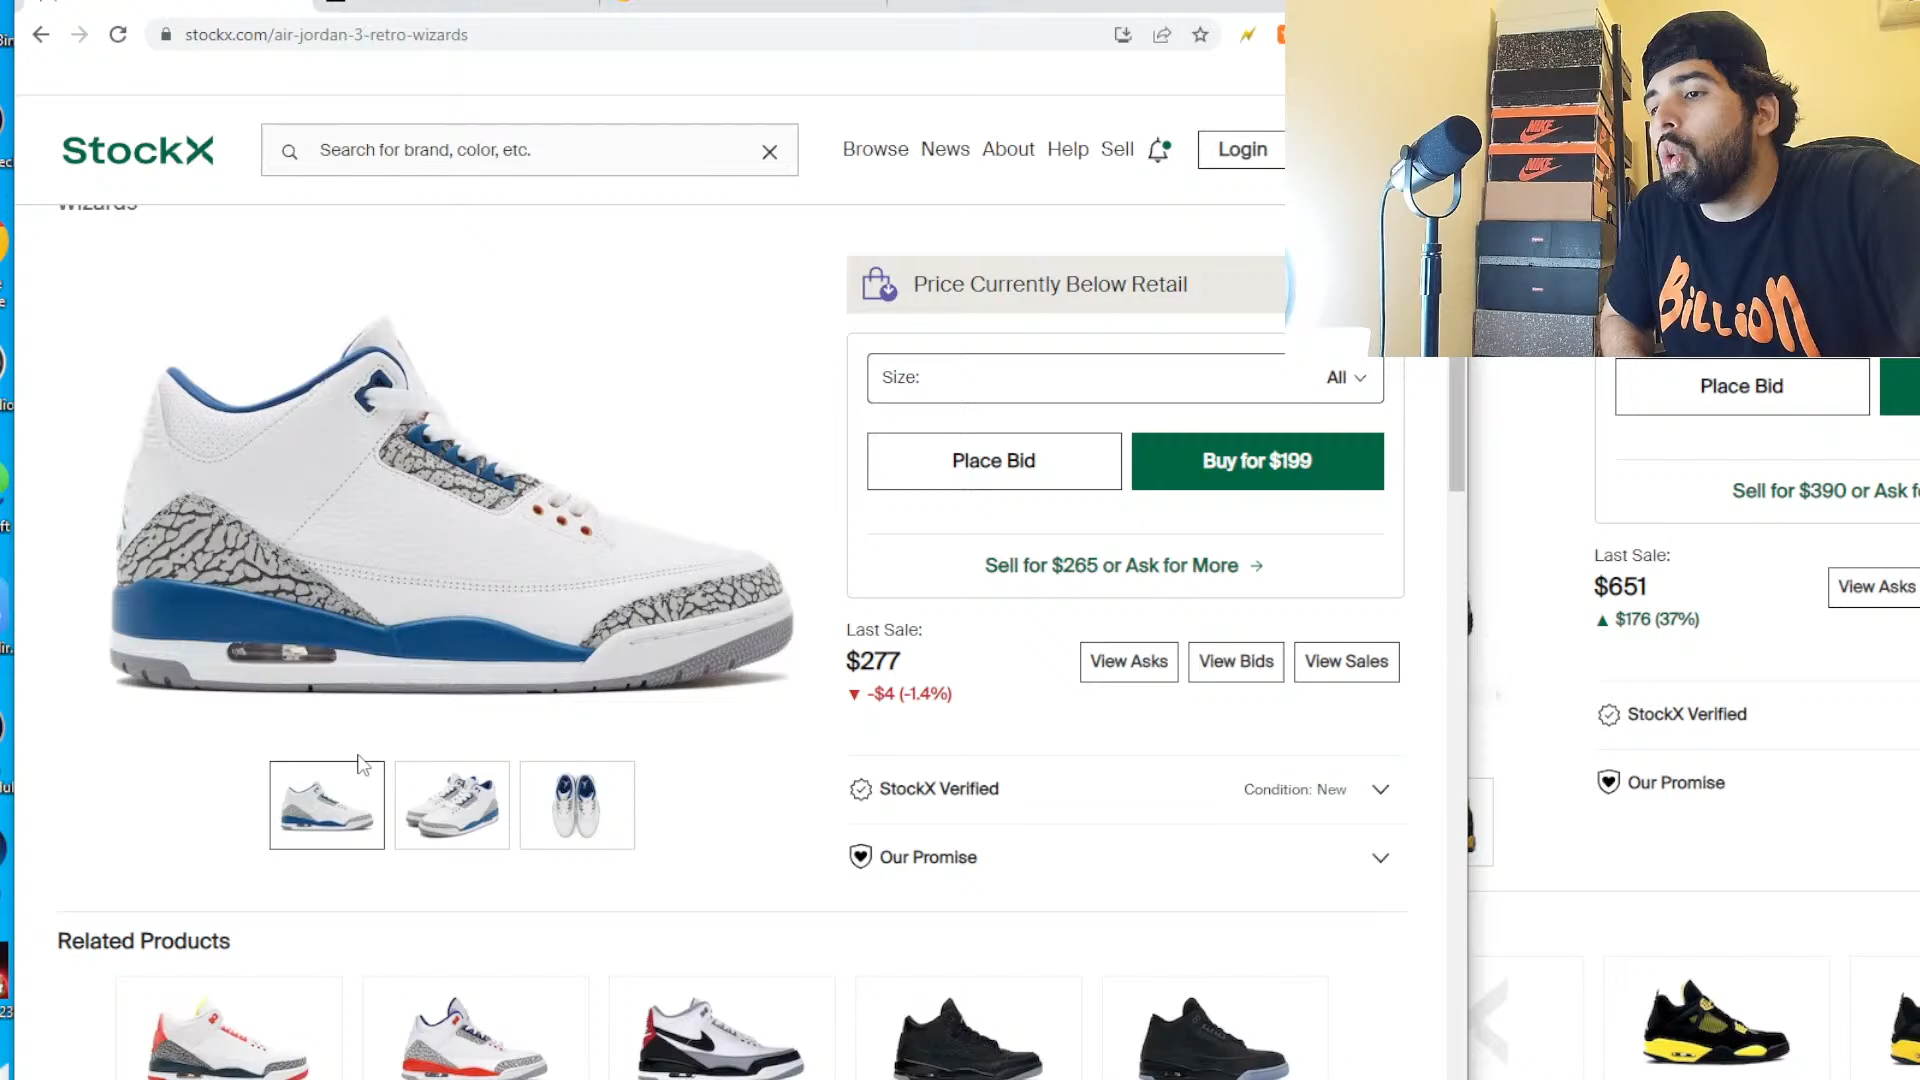 stockx.com/air-jordan-3-retro-wizards
StockX
Search for brand, color, etc.
Browse News About Help Sell
Login
Wizards
Price Currently Below Retail
Size: All
Place Bid
Buy for $199
Sell for $265 or Ask for More →
Last Sale:
$277
▼ -$4 (-1.4%)
View Asks
View Bids
View Sales
StockX Verified
Condition: New
Our Promise
Related Products
NIKE
NIKE
BILLION
Place Bid
Sell for $390 or Ask f
Last Sale:
$651
▲ $176 (37%)
View Asks
StockX Verified
Our Promise